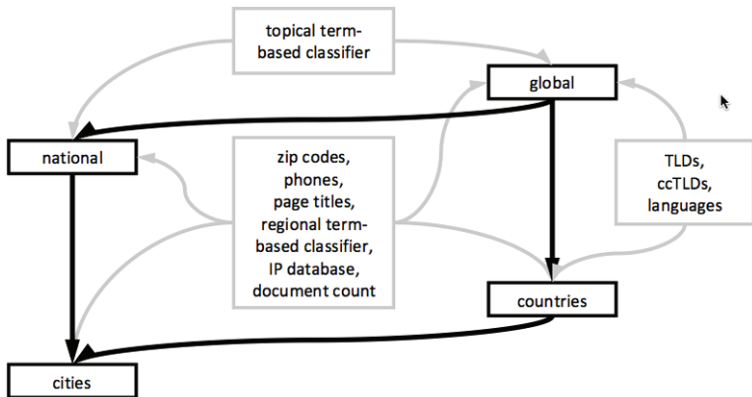 topical term-
based classifier
global
national
zip codes,
phones,
page titles,
regional term-
based classifier,
IP database,
document count
TLDs,
ccTLDs,
languages
countries
cities